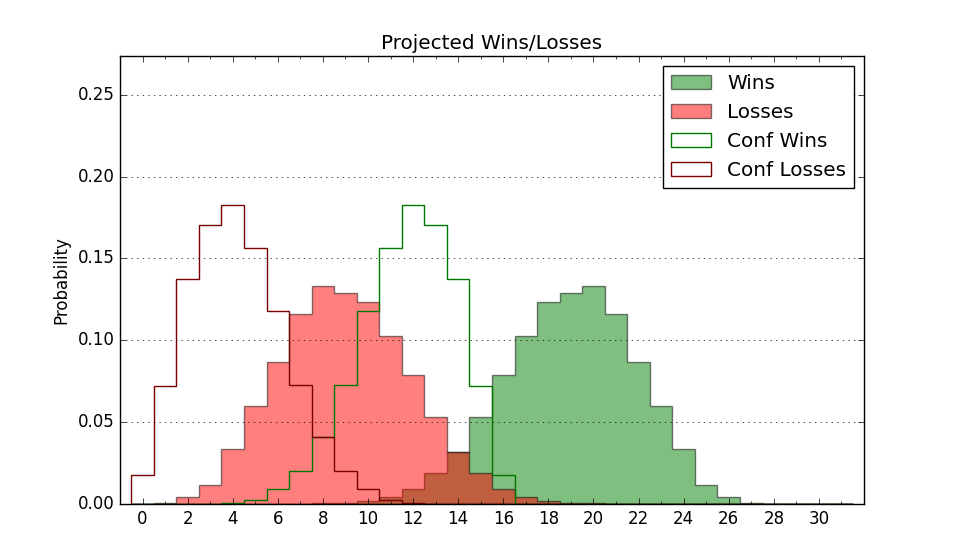 Projected Wins/Losses
Wins
Losses
Conf Wins
Conf Losses
Probability
0.25
0.20
0.15
0.10
0.05
0.00
0 2 4 6 8 10 12 14 16 18 20 22 24 26 28 30